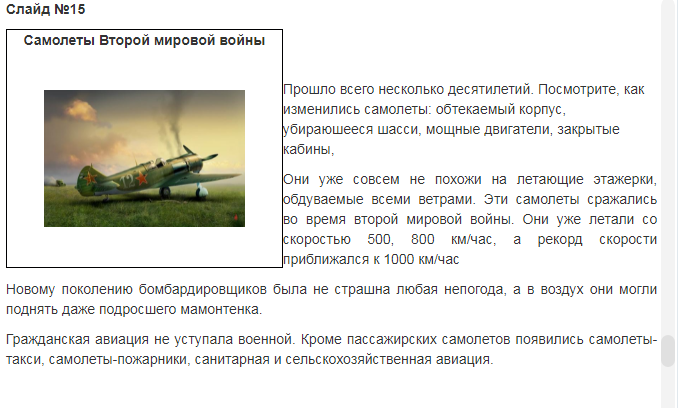 Слайд №15
Самолеты Второй мировой войны
Прошло всего несколько десятилетий. Посмотрите, как
изменились самолеты: обтекаемый корпус,
убирающееся шасси, мощные двигатели, закрытые
кабины,
Они уже совсем не похожи на летающие этажерки,
обдуваемые всеми ветрами. Эти самолеты сражались
во время второй мировой войны. Они уже летали со
скоростью 500, 800 км/час, а рекорд скорости
приближался к 1000 км/час
Новому поколению бомбардировщиков была не страшна любая непогода, а в воздух они могли
поднять даже подросшего мамонтенка.
Гражданская авиация не уступала военной. Кроме пассажирских самолетов появились самолеты-
такси, самолеты-пожарники, санитарная и сельскохозяйственная авиация.